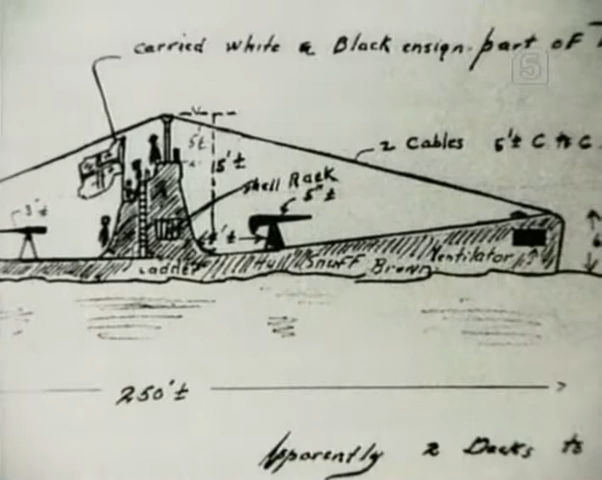 Carried white & Black ensign. part of
5
2 Cables 5'± C to C
5'±
15'±
Shell Rack
5"±
3"±
Ladder
Hull Snuff Brown
Ventilator
250'±
Apparently 2 Decks to